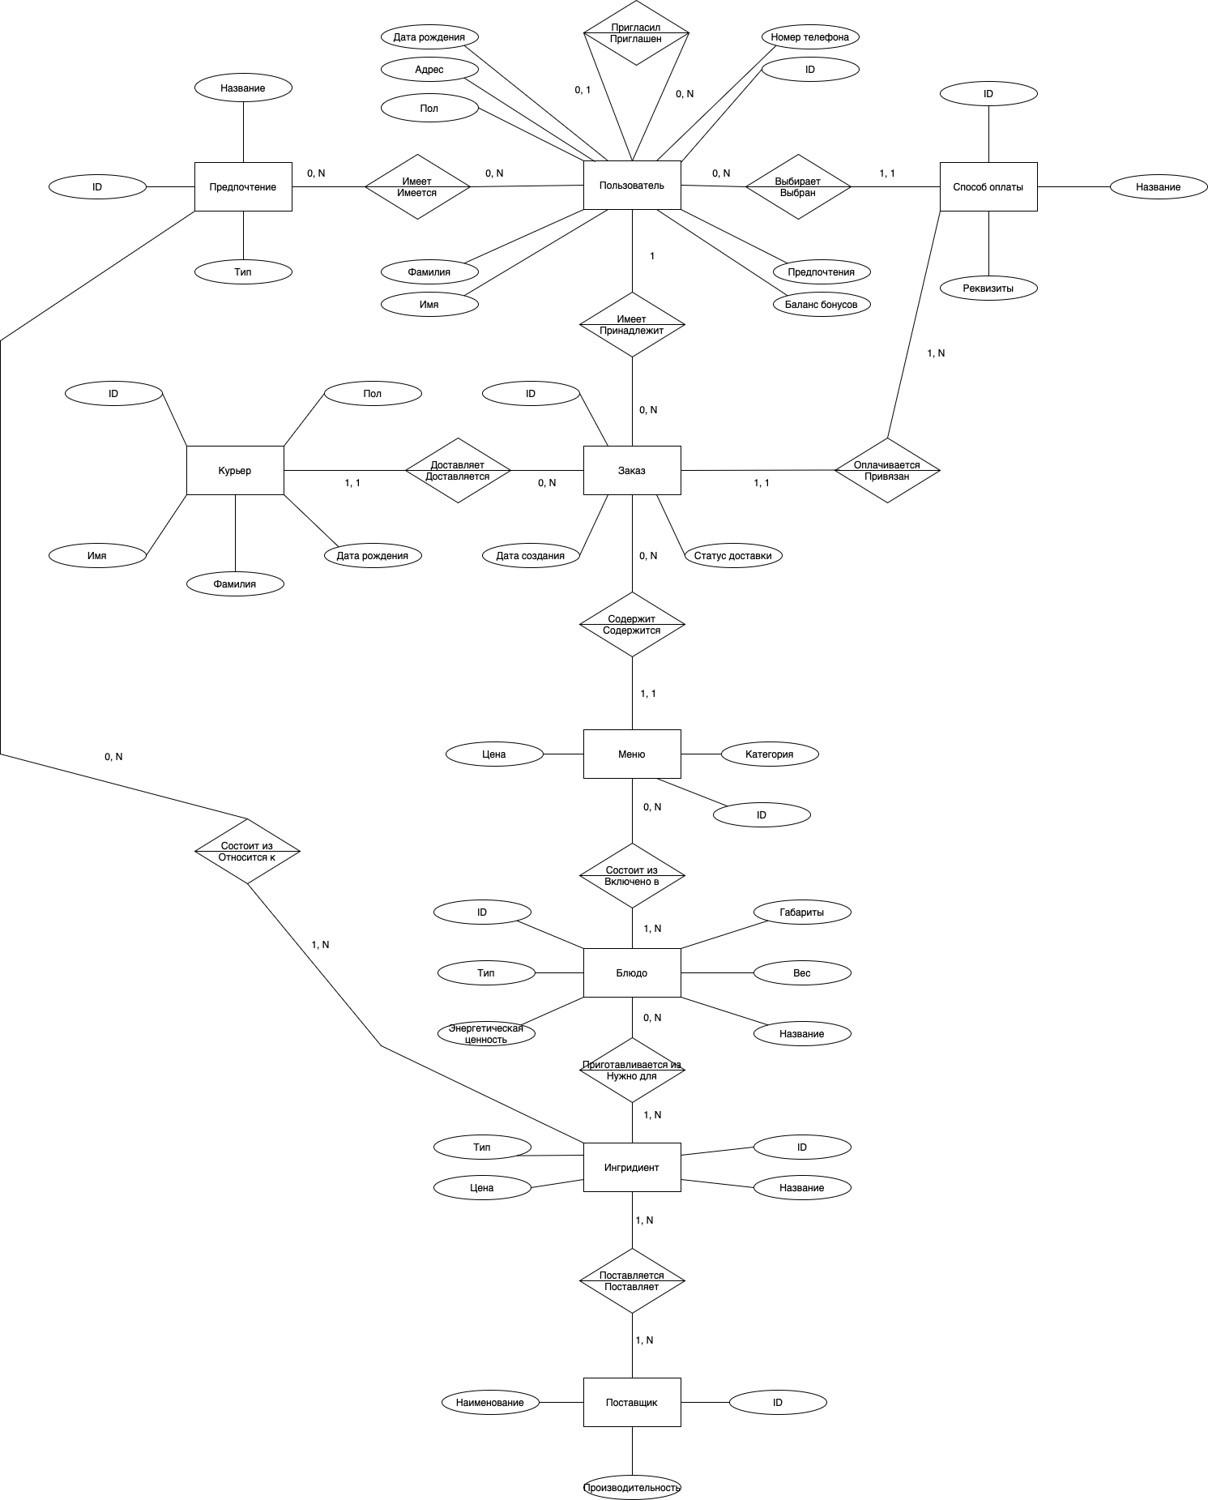 Пригласил
Приглашен
Дата рождения
Номер телефона
Адрес
ID
Пол
0, 1
0, N
Название
ID
ID
Предпочтение
0, N
Имеет
Имеется
0, N
Пользователь
0, N
Выбирает
Выбран
1, 1
Способ оплаты
Название
Тип
Фамилия
1
Предпочтения
Имя
Баланс бонусов
Реквизиты
Имеет
Принадлежит
1, N
ID
Пол
ID
0, N
Курьер
1, 1
Доставляет
Доставляется
0, N
Заказ
1, 1
Оплачивается
Привязан
Имя
Фамилия
Дата рождения
Дата создания
0, N
Статус доставки
Содержит
Содержится
1, 1
Цена
Меню
Категория
0, N
0, N
ID
Состоит из
Относится к
Состоит из
Включено в
1, N
1, N
ID
Габариты
Тип
Блюдо
Вес
Энергетическая
ценность
0, N
Название
Приготавливается из
Нужно для
1, N
Тип
ID
Ингридиент
Цена
Название
1, N
Поставляется
Поставляет
1, N
Наименование
Поставщик
ID
Производительность